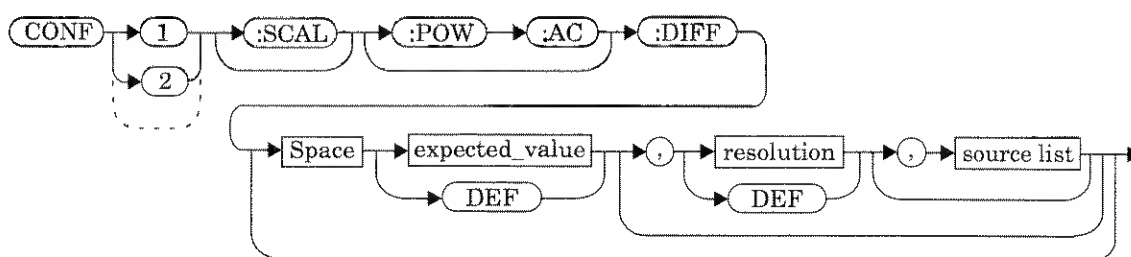 CONF 1 :SCAL :POW :AC :DIFF
2
Space expected_value , resolution , source list
DEF DEF